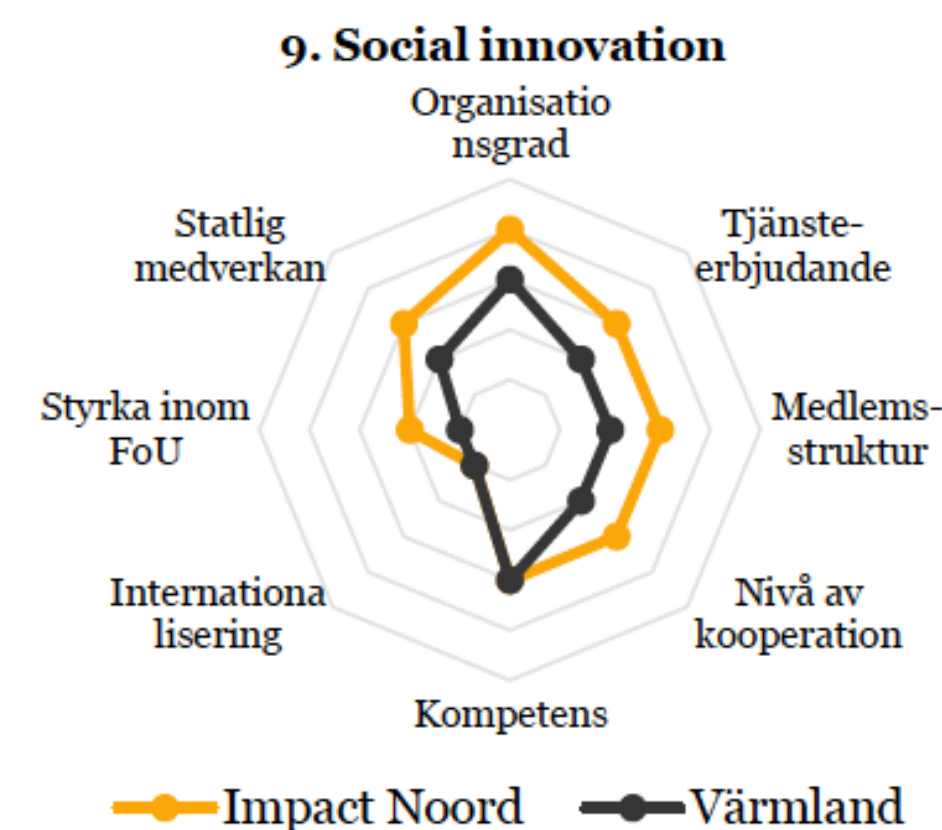 9. Social innovation
Organisatio
nsgrad
Tjänste-
erbjudande
Medlems-
struktur
Nivå av
kooperation
Kompetens
Internationa
lisering
Styrka inom
FoU
Statlig
medverkan
Impact Noord
Värmland